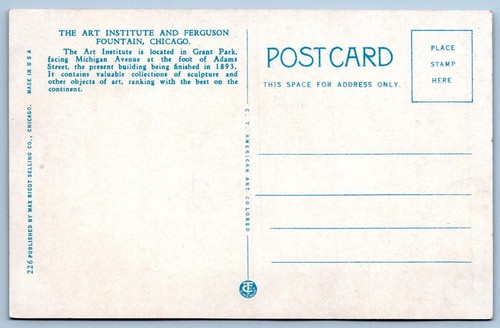 THE ART INSTITUTE AND FERGUSON
FOUNTAIN, CHICAGO.
The Art Institute is located in Grant Park,
facing Michigan Avenue at the foot of Adams
Street, the present building being finished in 1893.
It contains valuable collections of sculpture and
other objects of art, ranking with the best on the
continent.
POSTCARD
THIS SPACE FOR ADDRESS ONLY.
PLACE
STAMP
HERE
226 PUBLISHED BY MAX RIGOT SELLING CO., CHICAGO. MADE IN U S A
C. T. AMERICAN ART COLORED